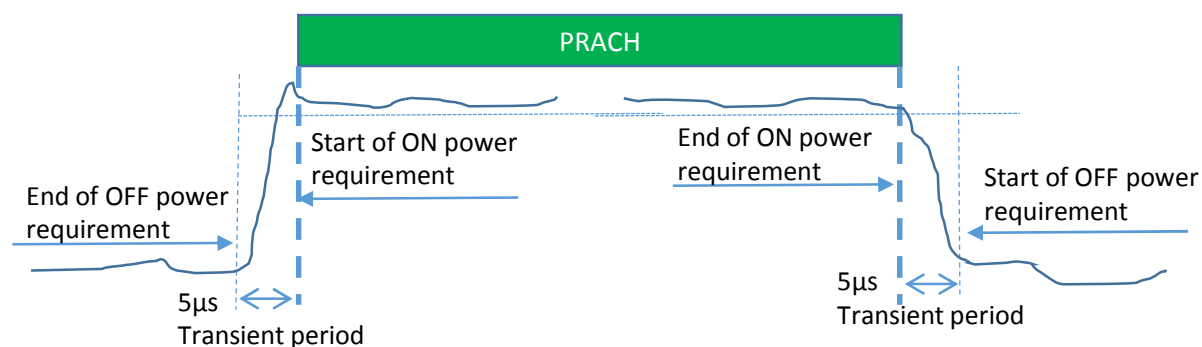 PRACH
Start of ON power
requirement
End of ON power
requirement
End of OFF power
requirement
Start of OFF power
requirement
5µs
Transient period
5µs
Transient period